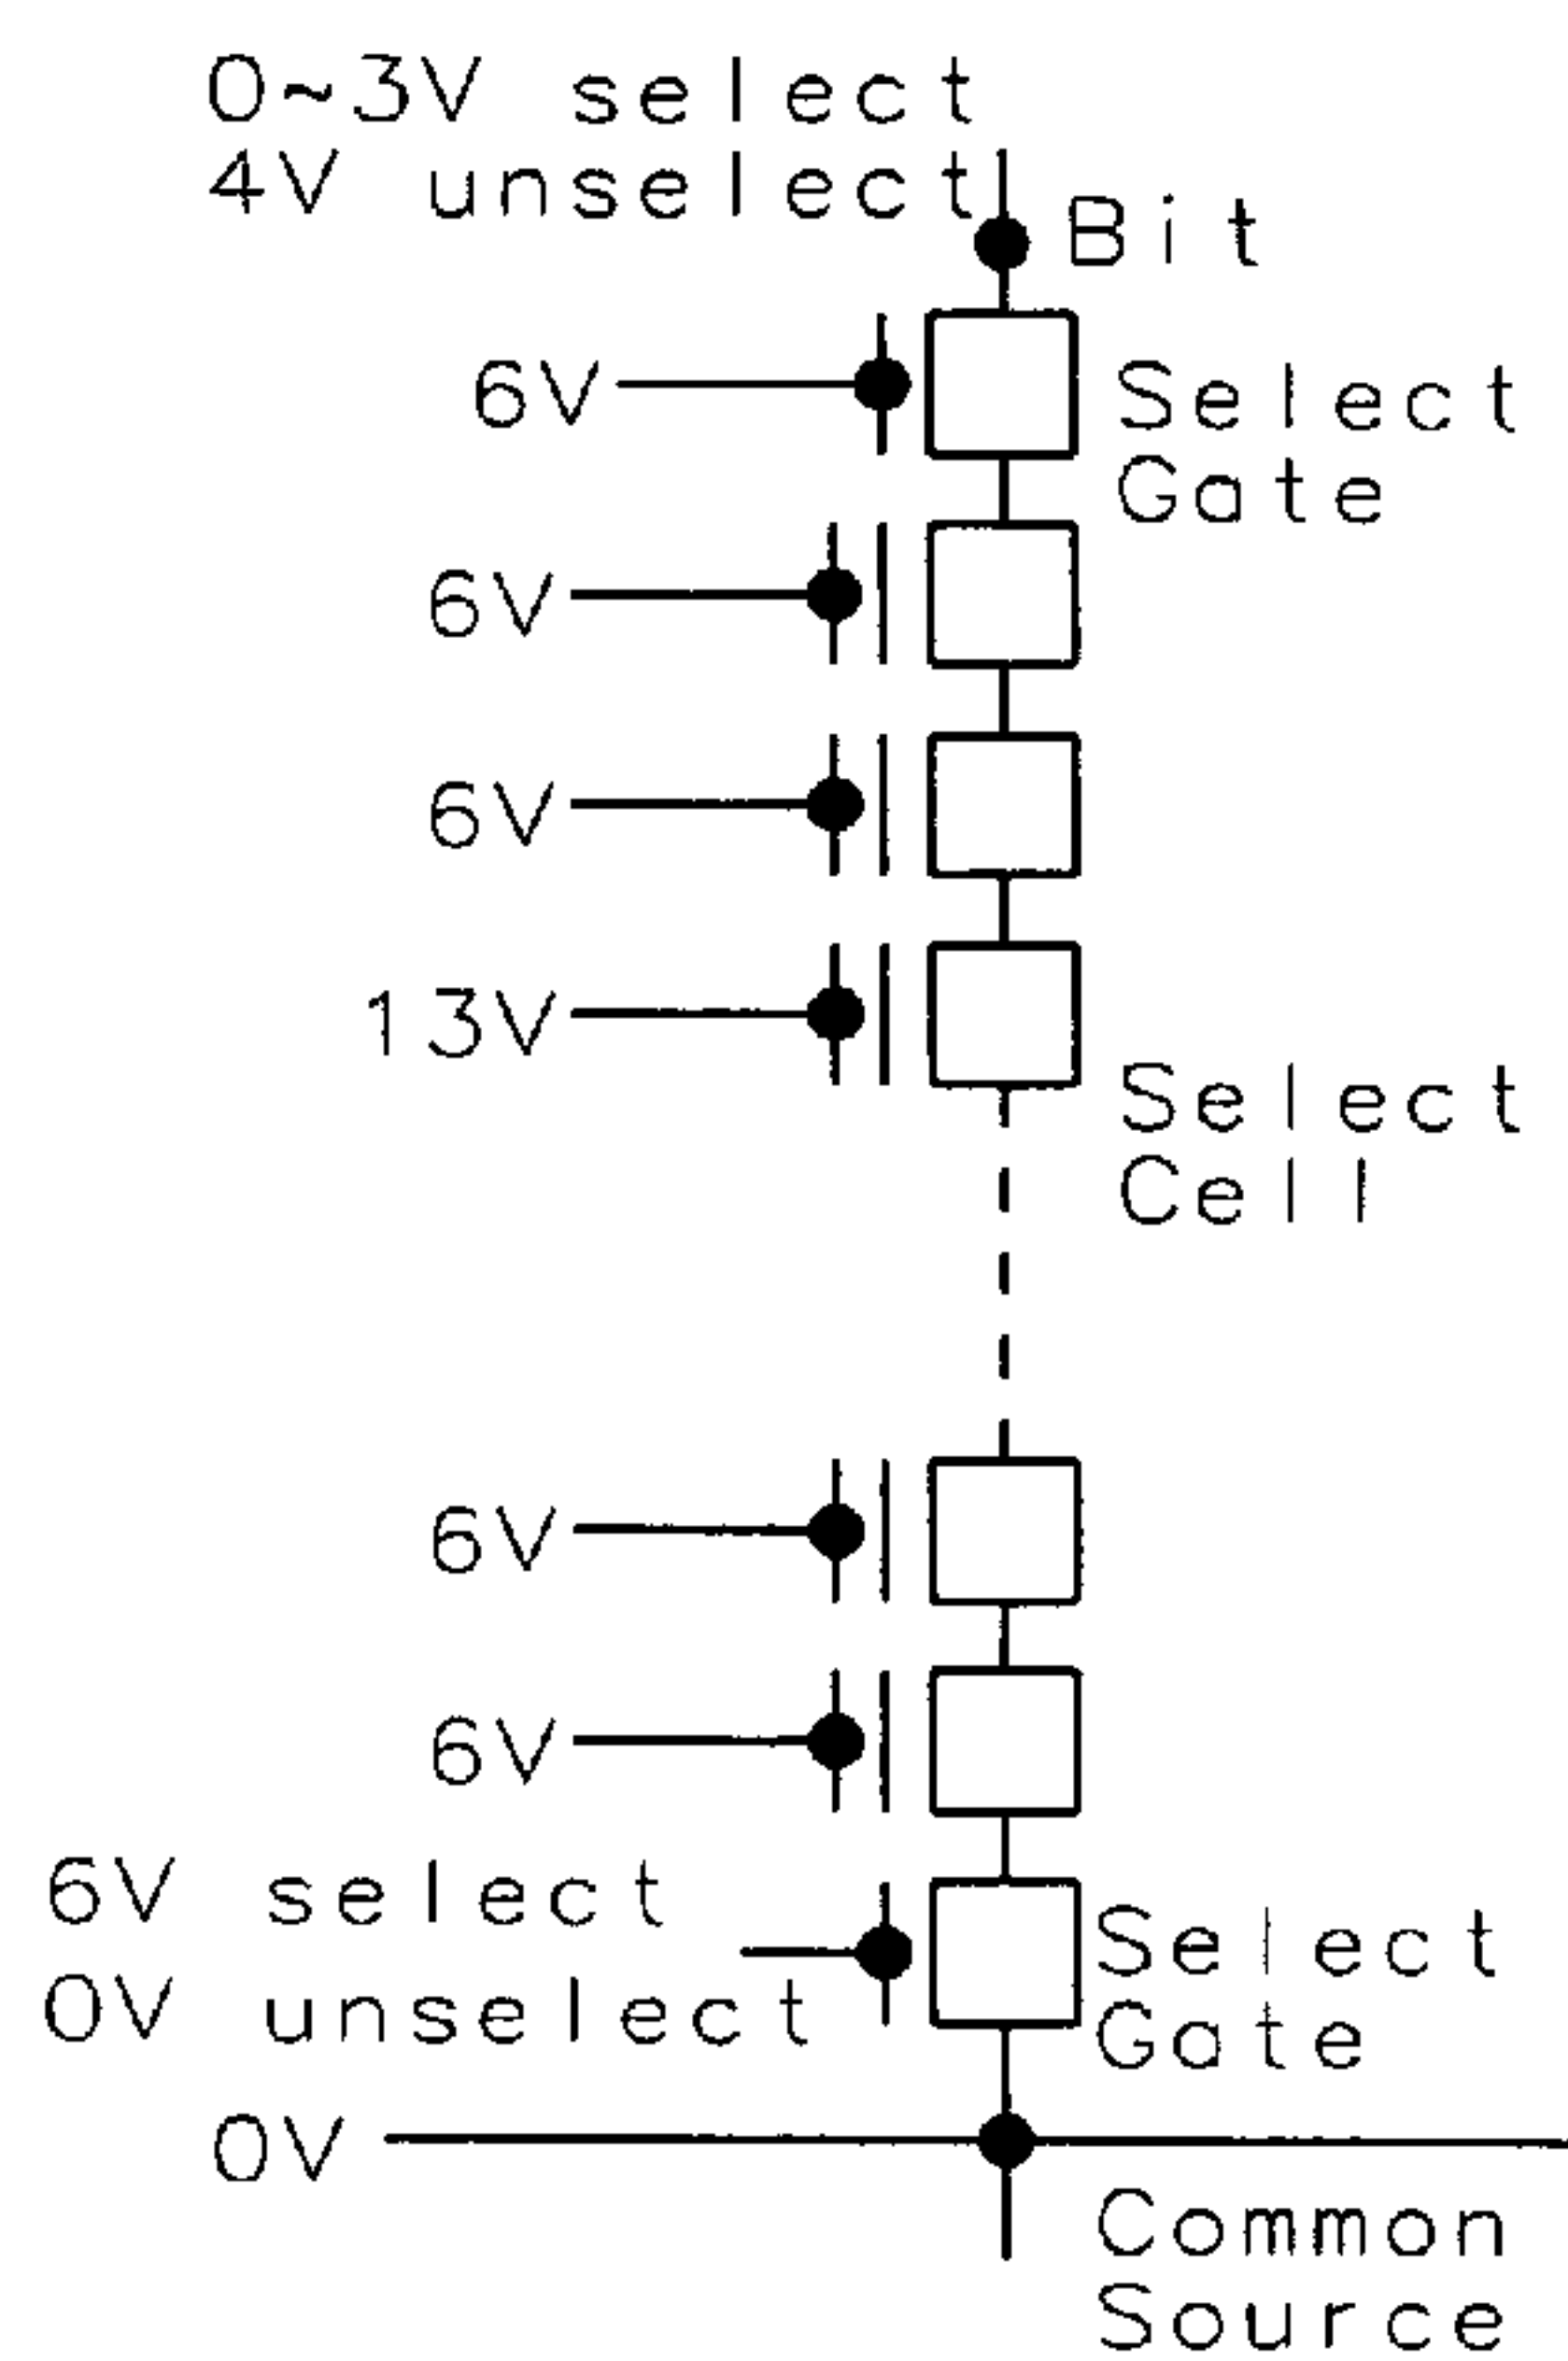 0~3V select
4V unselect
Bit
6V
Select
Gate
6V
6V
13V
Select
Cell
6V
6V
6V select
0V unselect
Select
Gate
0V
Common
Source